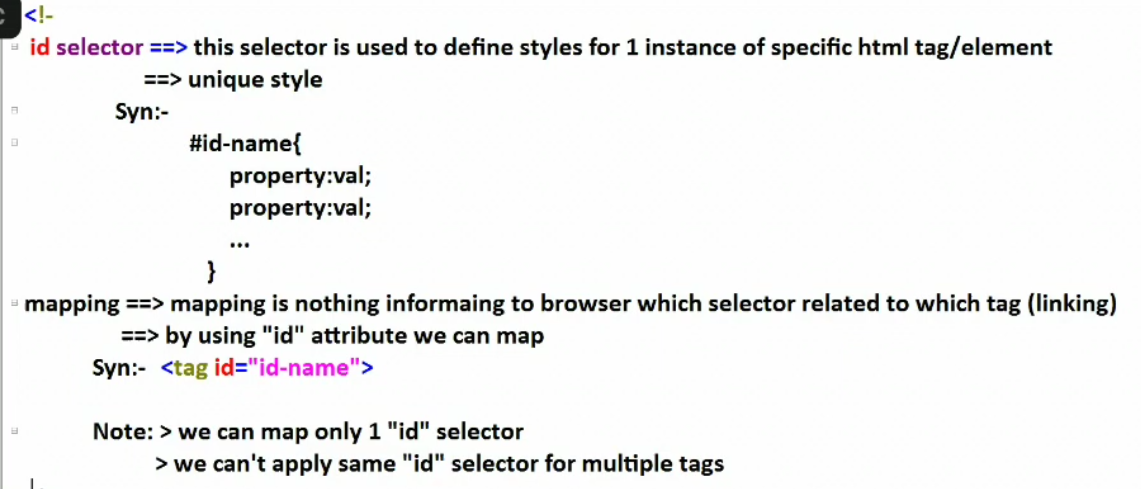 <!-
id selector ==> this selector is used to define styles for 1 instance of specific html tag/element
==> unique style
Syn:-
#id-name{
property:val;
property:val;
...
}
mapping ==> mapping is nothing informaing to browser which selector related to which tag (linking)
==> by using "id" attribute we can map
Syn:- <tag id="id-name">
Note: > we can map only 1 "id" selector
> we can't apply same "id" selector for multiple tags